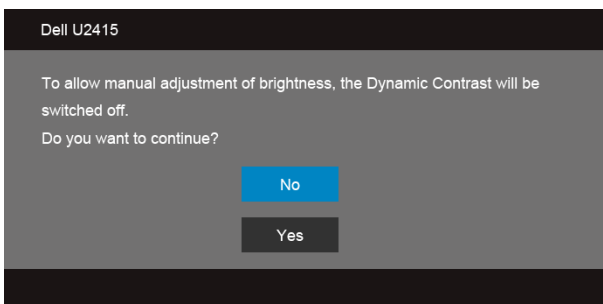 Dell U2415
To allow manual adjustment of brightness, the Dynamic Contrast will be
switched off.
Do you want to continue?
No
Yes